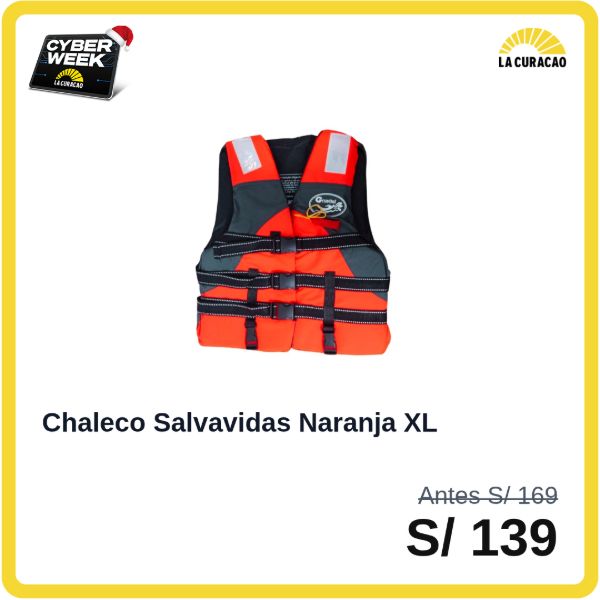 CYBER
WEEK
LA CURACAO
LA CURACAO
Chaleco Salvavidas Naranja XL
Antes S/ 169
S/ 139